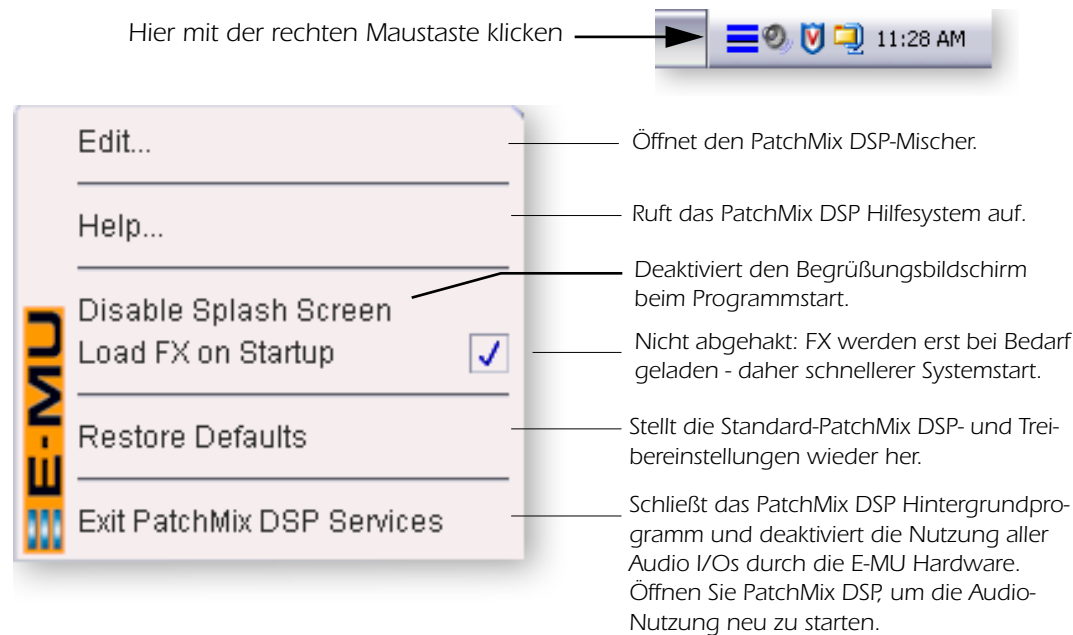 Hier mit der rechten Maustaste klicken
11:28 AM
Edit...
Öffnet den PatchMix DSP-Mischer.
Help...
Ruft das PatchMix DSP Hilfesystem auf.
Disable Splash Screen
Deaktiviert den Begrüßungsbildschirm
beim Programmstart.
Load FX on Startup
Nicht abgehakt: FX werden erst bei Bedarf
geladen - daher schnellerer Systemstart.
Restore Defaults
Stellt die Standard-PatchMix DSP- und Trei-
bereinstellungen wieder her.
Exit PatchMix DSP Services
Schließt das PatchMix DSP Hintergrundpro-
gramm und deaktiviert die Nutzung aller
Audio I/Os durch die E-MU Hardware.
Öffnen Sie PatchMix DSP, um die Audio-
Nutzung neu zu starten.
E-MU